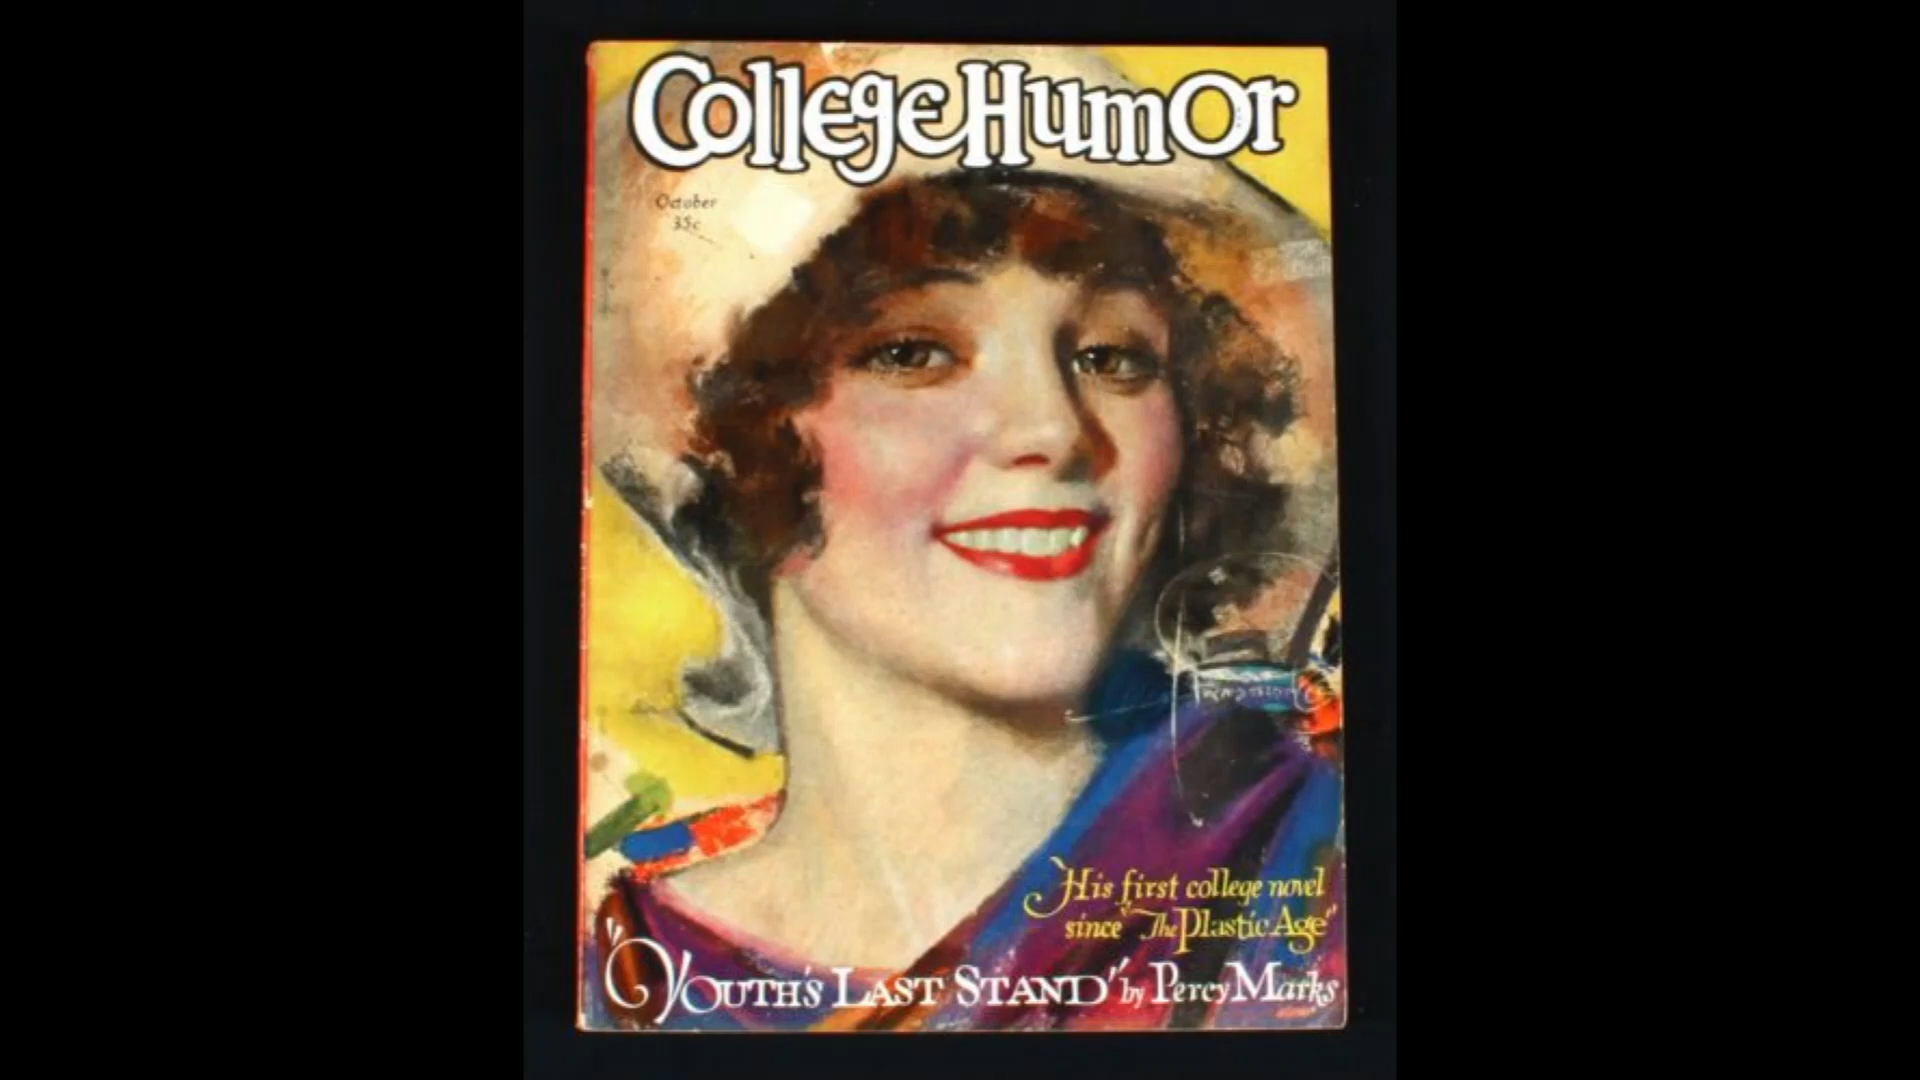 College Humor
October
35c
His first college novel
since "The Plastic Age"
"Youth's Last Stand" by Percy Marks